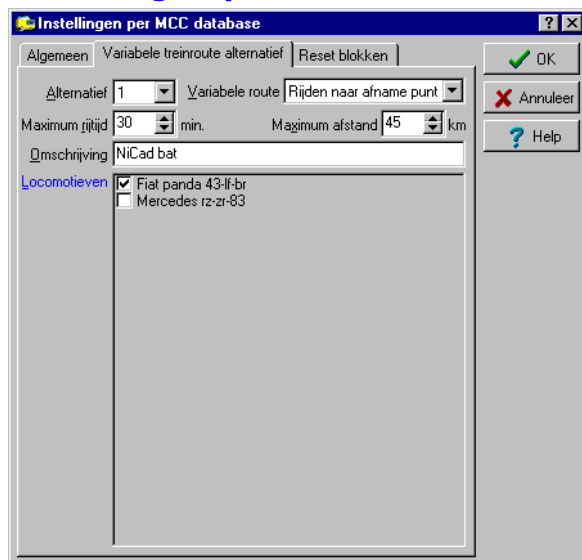 Instellingen per MCC database
Algemeen Variabele treinroute alternatief Reset blokken
OK
Alternatief 1 Variabele route Rijden naar afname punt
Annuleer
Maximum rijtijd 30 min. Maximum afstand 45 km
Help
Omschrijving NiCad bat
Locomotieven Fiat panda 43-lf-br
Mercedes rz-zr-83